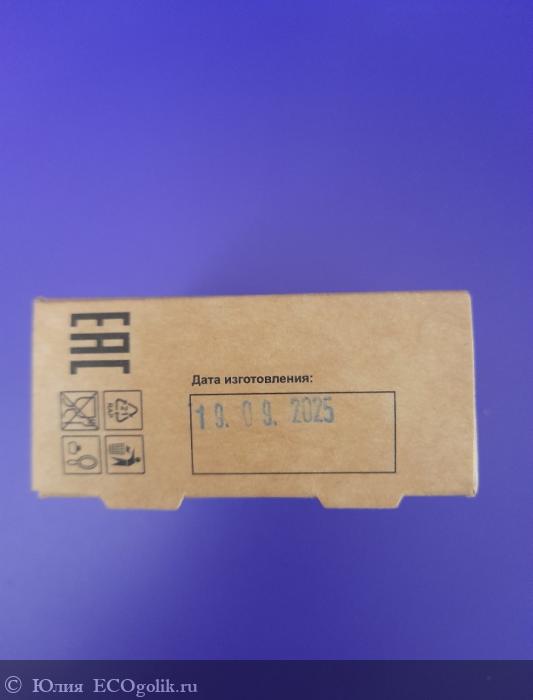 EAC
Дата изготовления:
19. 09. 2025
© Юлия ECOgolik.ru